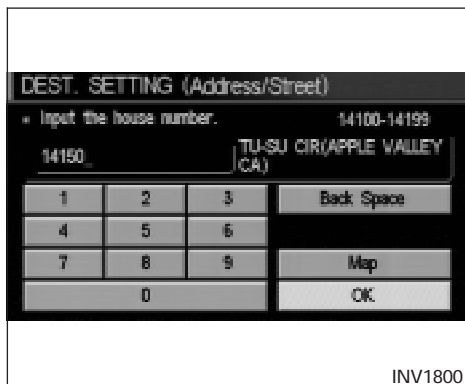 DEST. SETTING (Address/Street)
Input the house number. 14100-14199
14150_ TU-SU CIR(APPLE VALLEY
CA)
1 2 3 Back Space
4 5 6
7 8 9 Map
0 OK
INV1800